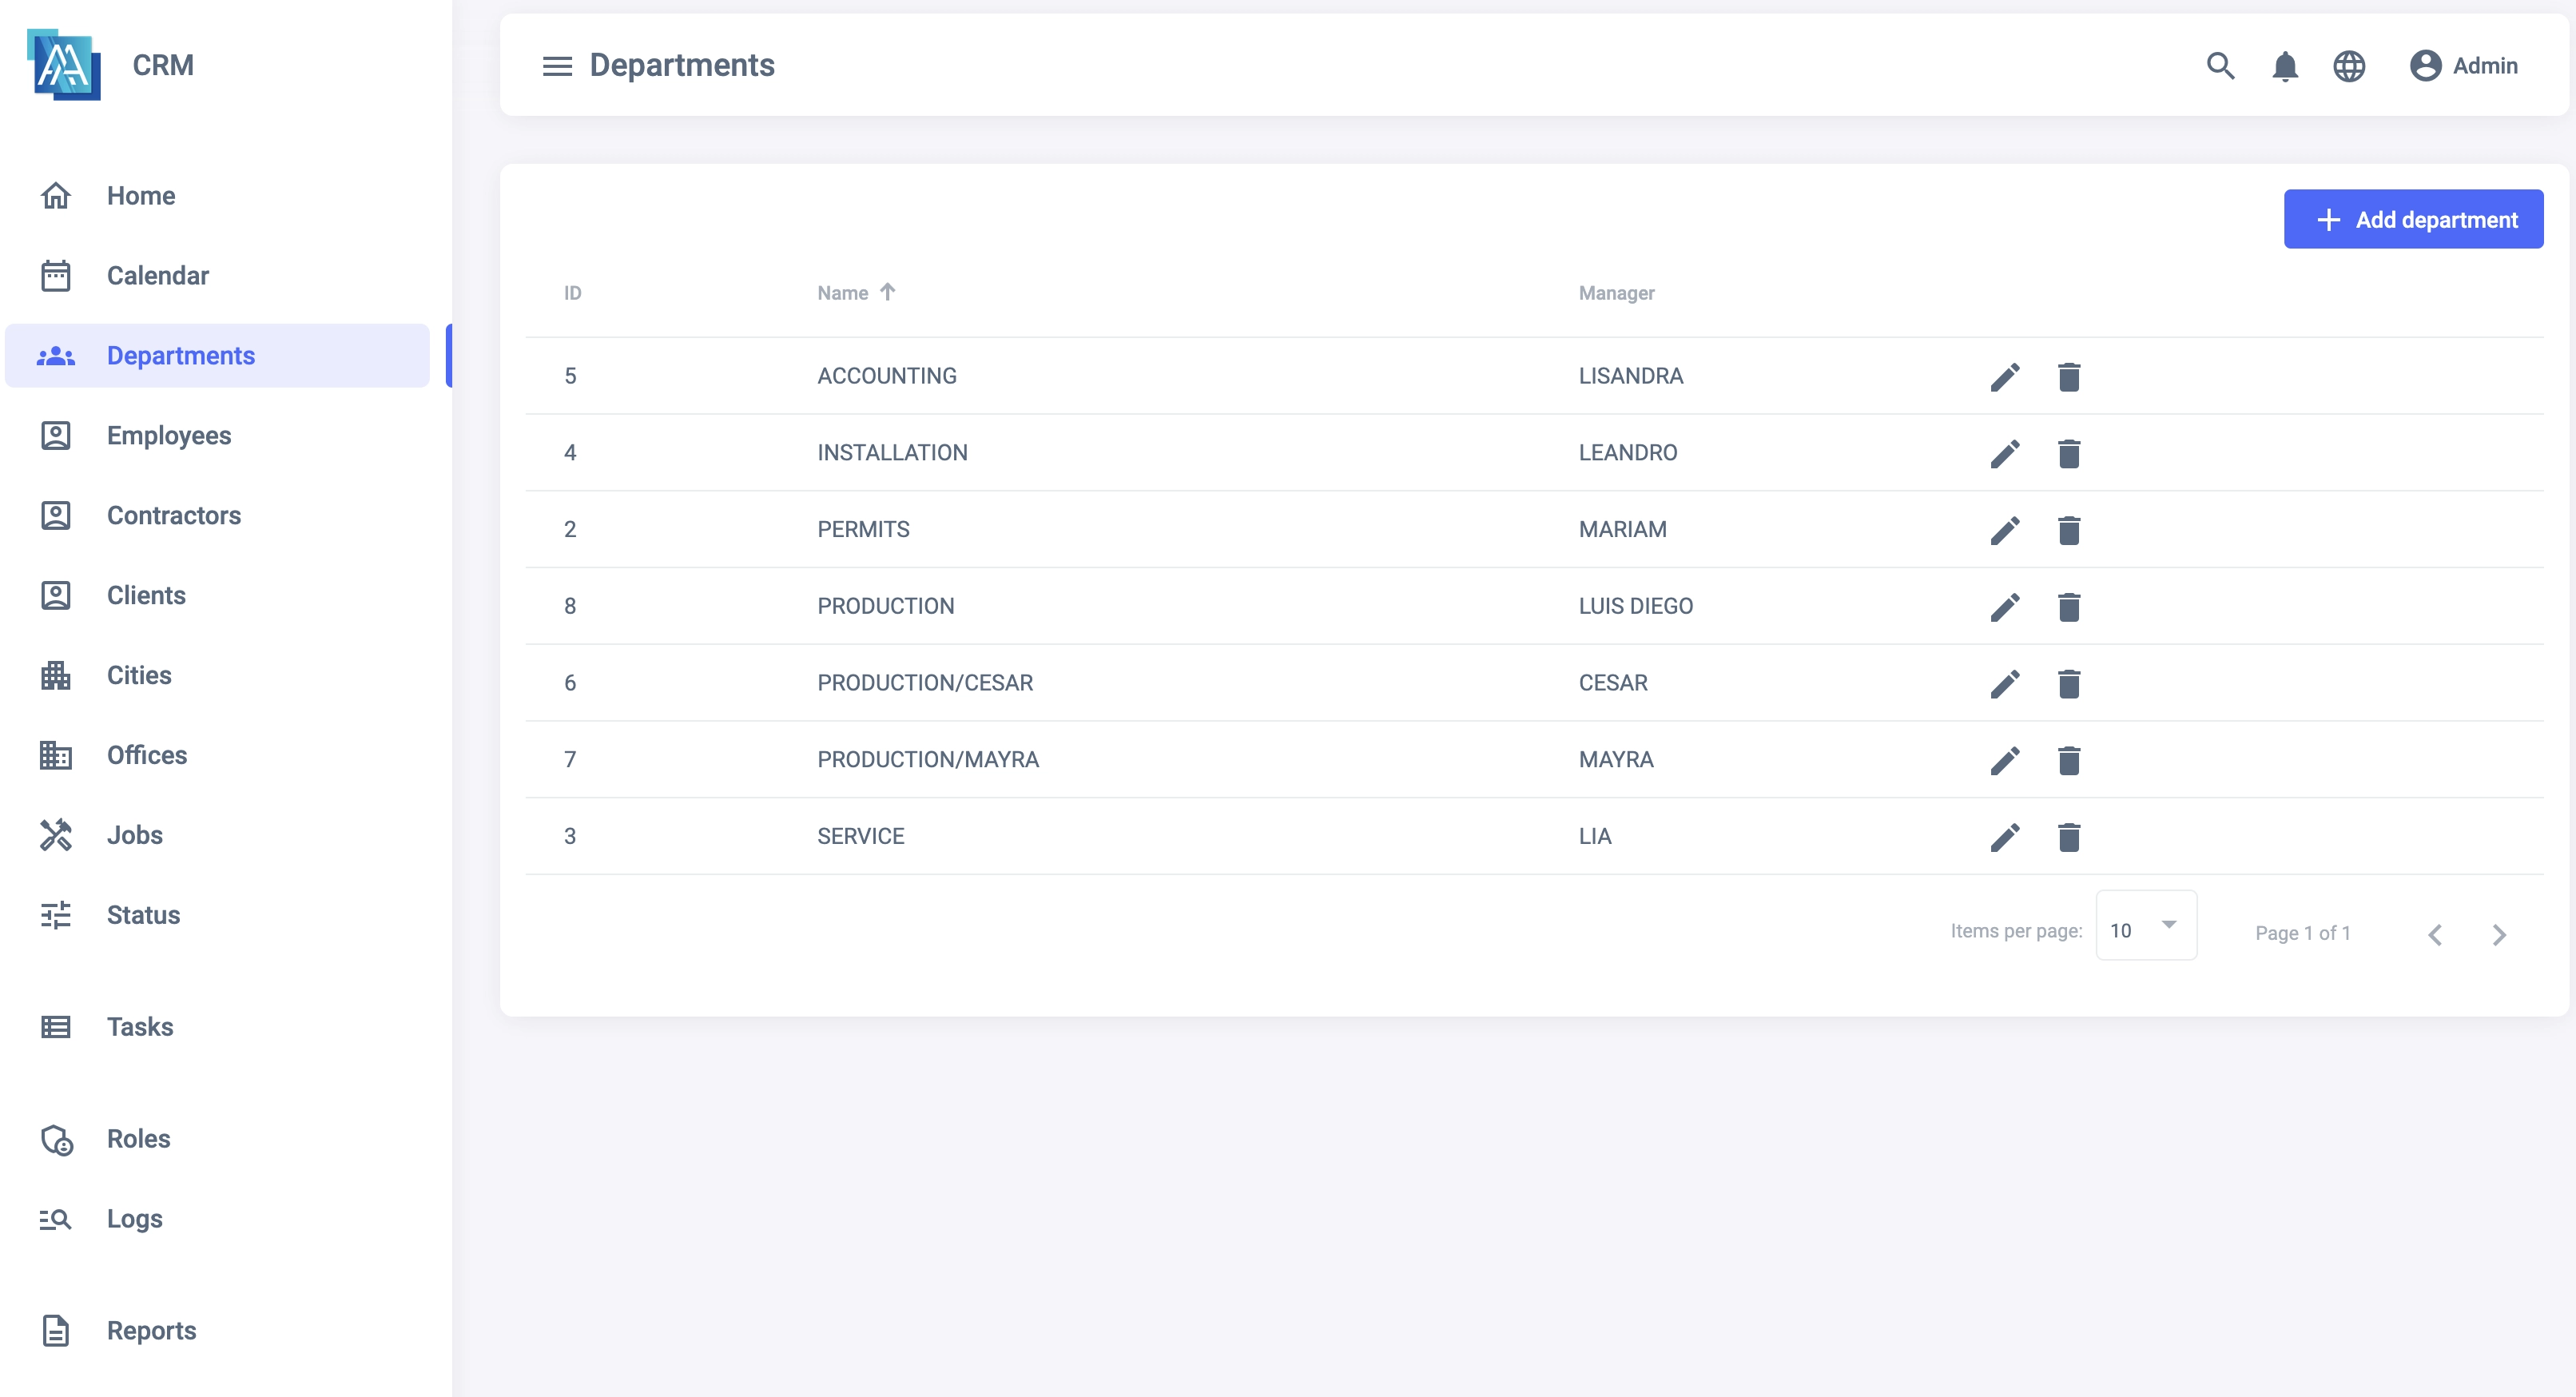 CRM
Home
Calendar
Departments
Employees
Contractors
Clients
Cities
Offices
Jobs
Status
Tasks
Roles
Logs
Reports
Departments
Admin
Add department
ID Name Manager
5 ACCOUNTING LISANDRA
4 INSTALLATION LEANDRO
2 PERMITS MARIAM
8 PRODUCTION LUIS DIEGO
6 PRODUCTION/CESAR CESAR
7 PRODUCTION/MAYRA MAYRA
3 SERVICE LIA
Items per page: 10 Page 1 of 1